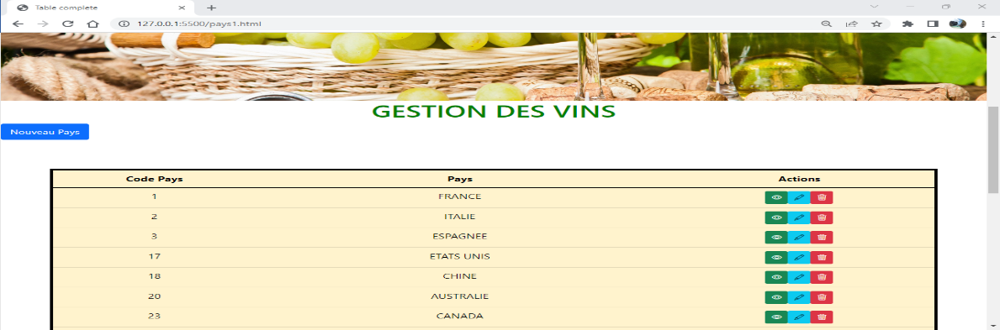 Table complete
127.0.0.1:5500/pays1.html
GESTION DES VINS
Nouveau Pays
Code Pays Pays Actions
1 FRANCE
2 ITALIE
3 ESPAGNEE
17 ETATS UNIS
18 CHINE
20 AUSTRALIE
23 CANADA